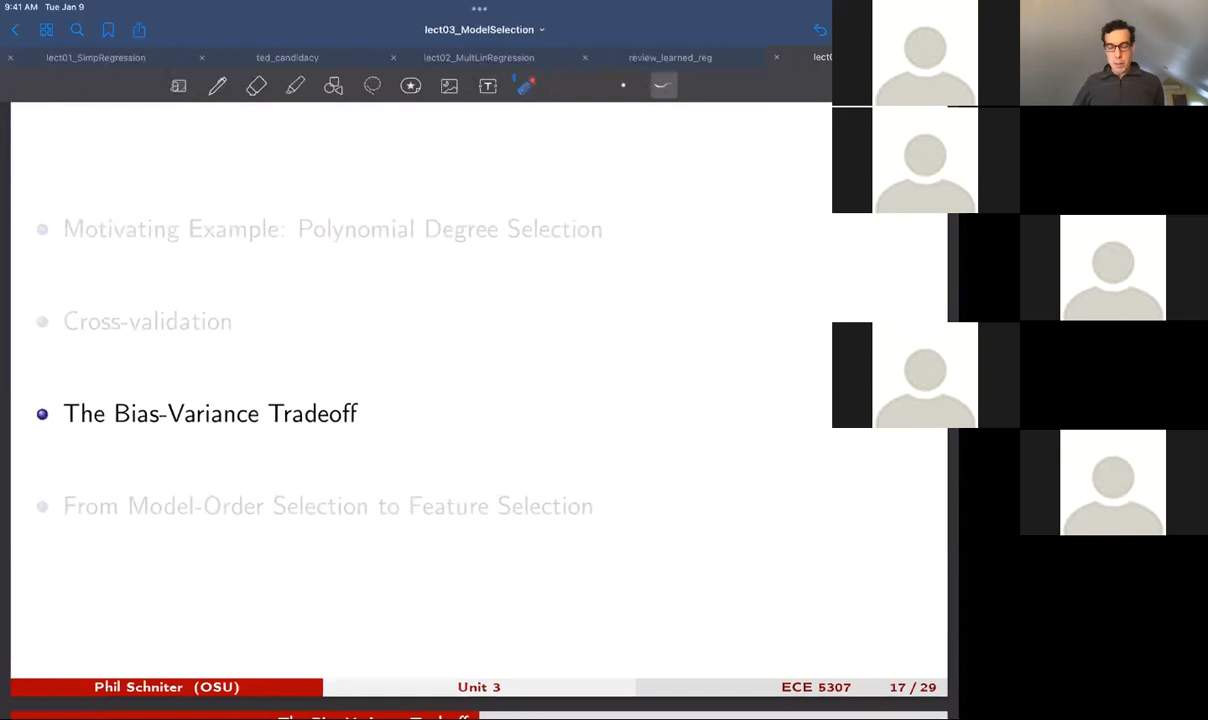 9:41 AM Tue Jan 9
lect03_ModelSelection
lect01_SimpRegression
ted_candidacy
lect02_MultLinRegression
review_learned_reg
T
Motivating Example: Polynomial Degree Selection
Cross-validation
The Bias-Variance Tradeoff
From Model-Order Selection to Feature Selection
Phil Schniter (OSU) Unit 3 ECE 5307 17 / 29